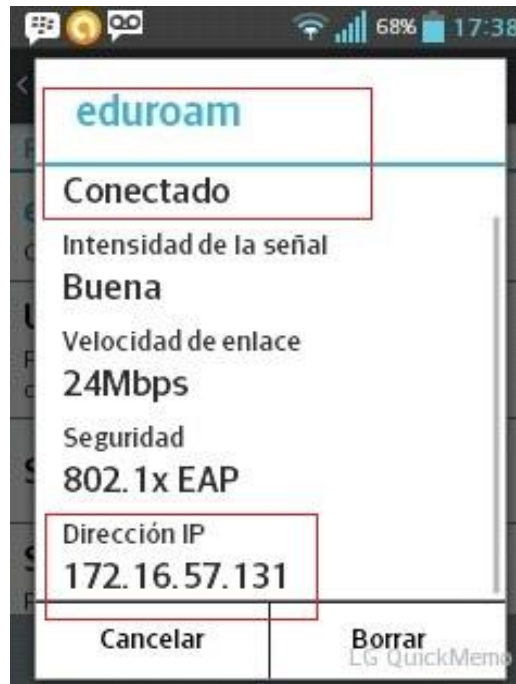 68% 17:38
eduroam
Conectado
Intensidad de la señal
Buena
Velocidad de enlace
24Mbps
Seguridad
802.1x EAP
Dirección IP
172.16.57.131
Cancelar Borrar
LG QuickMemo